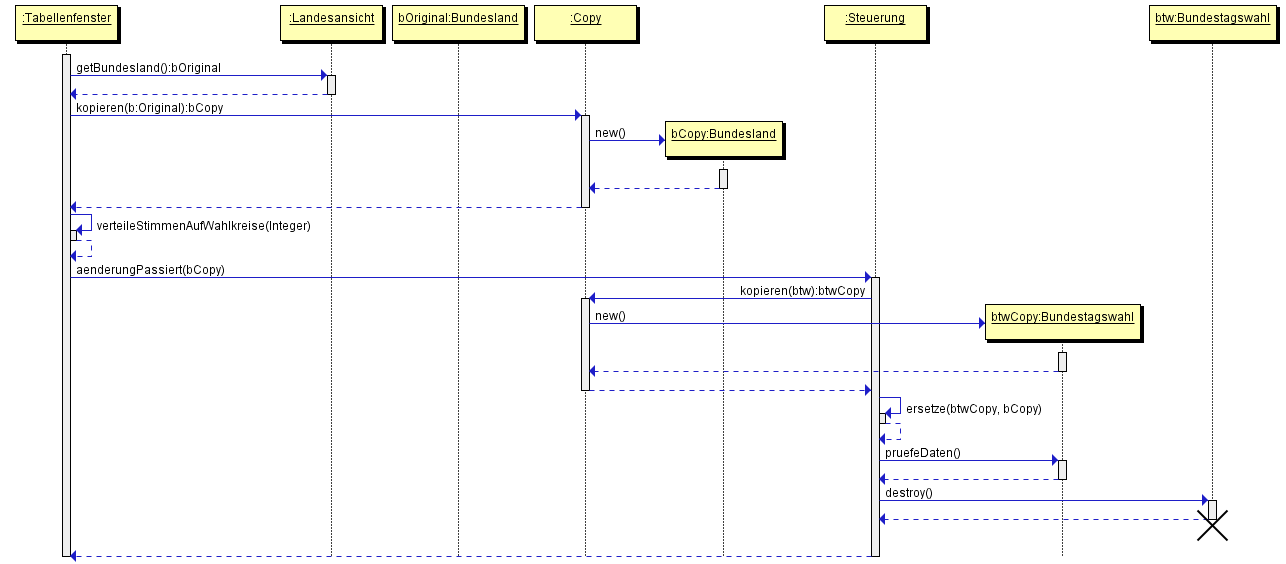 :Tabellenfenster
:Landesansicht
bOriginal:Bundesland
:Copy
:Steuerung
btw:Bundestagswahl
getBundesland():bOriginal
kopieren(b:Original):bCopy
new()
bCopy:Bundesland
verteileStimmenAufWahlkreise(Integer)
aenderungPassiert(bCopy)
kopieren(btw):btwCopy
new()
btwCopy:Bundestagswahl
ersetze(btwCopy, bCopy)
pruefeDaten()
destroy()